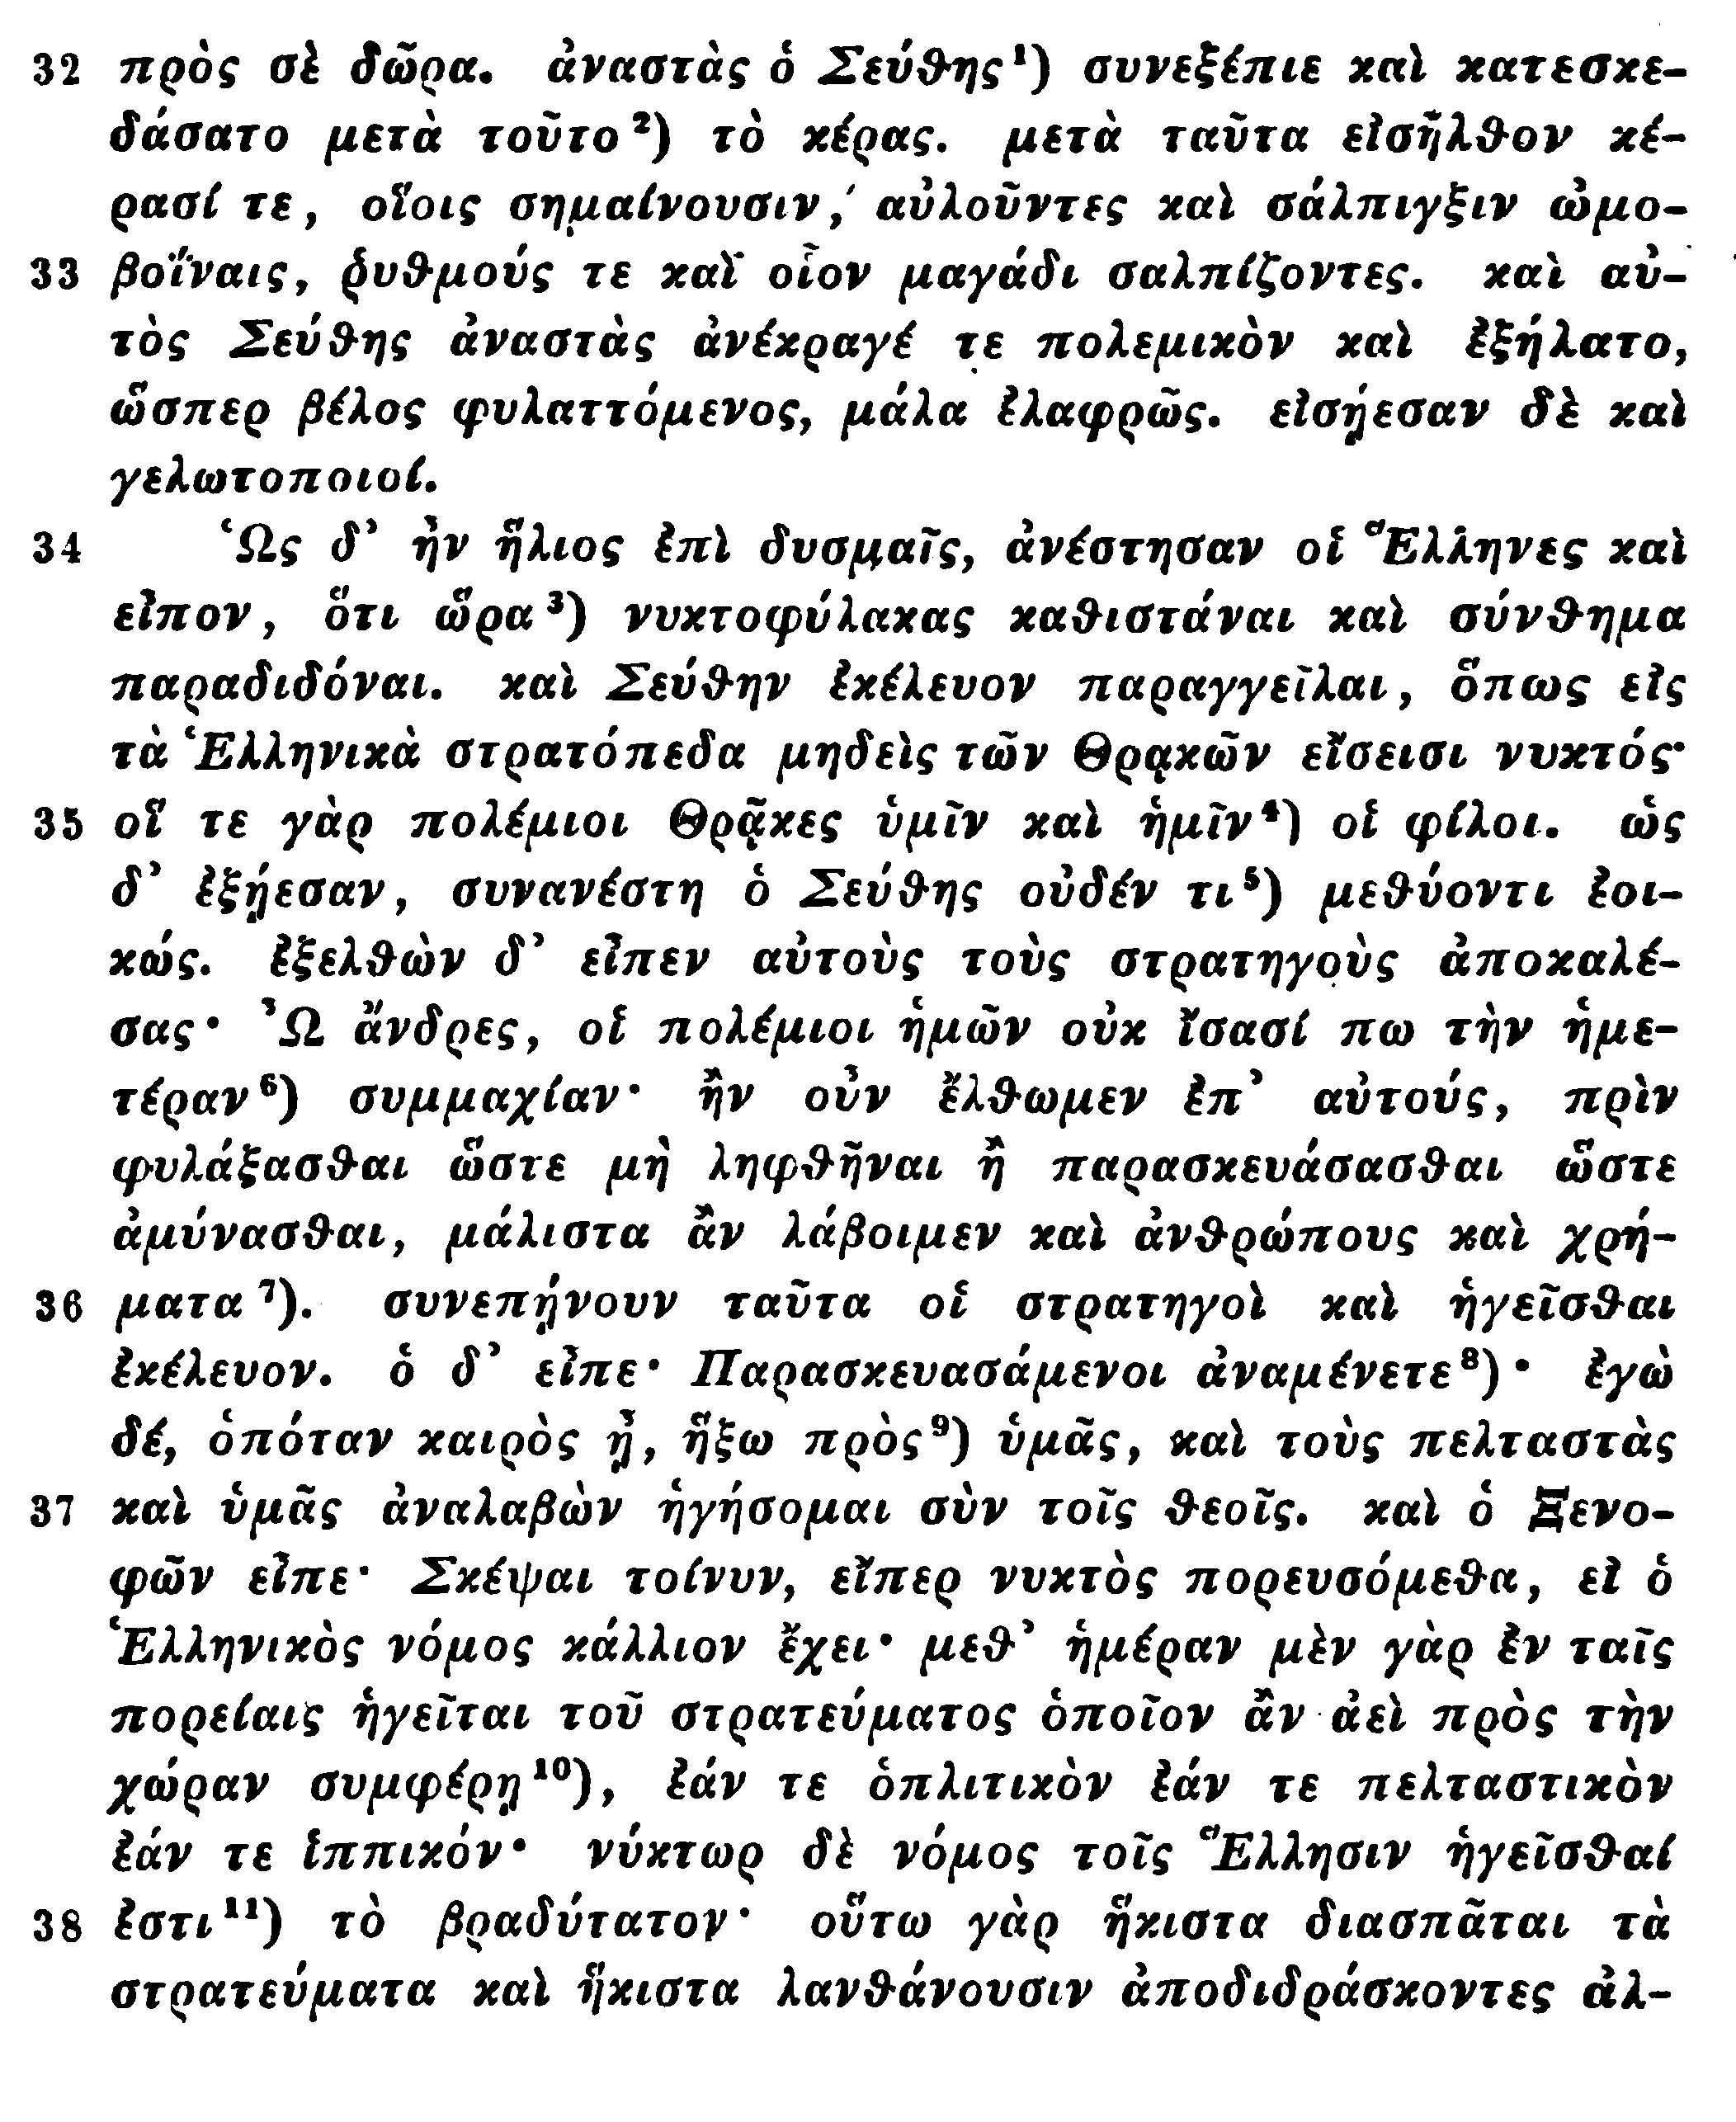 32 πρὸς σὲ δῶρα. ἀναστὰς ὁ Σεύθης¹) συνεξέπιε καὶ κατεσκε-
δάσατο μετὰ τοῦτο²) τὸ κέρας. μετὰ ταῦτα εἰσῆλθον κέ-
ρασί τε, οἵοις σημαίνουσιν, αὐλοῦντες καὶ σάλπιγξιν ὠμο-
33 βοΐναις, ῥυθμούς τε καὶ οἷον μαγάδι σαλπίζοντες. καὶ αὐ-
τὸς Σεύθης ἀναστὰς ἀνέκραγέ τε πολεμικὸν καὶ ἐξήλατο,
ὥσπερ βέλος φυλαττόμενος, μάλα ἐλαφρῶς. εἰσῄεσαν δὲ καὶ
γελωτοποιοί.
34 Ὡς δ’ ἦν ἥλιος ἐπὶ δυσμαῖς, ἀνέστησαν οἱ Ἕλληνες καὶ
εἶπον, ὅτι ὥρα³) νυκτοφύλακας καθιστάναι καὶ σύνθημα
παραδιδόναι. καὶ Σεύθην ἐκέλευον παραγγεῖλαι, ὅπως εἰς
τὰ Ἑλληνικὰ στρατόπεδα μηδεὶς τῶν Θρᾳκῶν εἴσεισι νυκτός·
35 οἵ τε γὰρ πολέμιοι Θρᾷκες ὑμῖν καὶ ἡμῖν⁴) οἱ φίλοι. ὡς
δ’ ἐξῄεσαν, συνανέστη ὁ Σεύθης οὐδέν τι⁵) μεθύοντι ἐοι-
κώς. ἐξελθὼν δ’ εἶπεν αὐτοὺς τοὺς στρατηγοὺς ἀποκαλέ-
σας· Ὦ ἄνδρες, οἱ πολέμιοι ἡμῶν οὐκ ἴσασί πω τὴν ἡμε-
τέραν⁶) συμμαχίαν· ἢν οὖν ἔλθωμεν ἐπ’ αὐτούς, πρὶν
φυλάξασθαι ὥστε μὴ ληφθῆναι ἢ παρασκευάσασθαι ὥστε
ἀμύνασθαι, μάλιστα ἂν λάβοιμεν καὶ ἀνθρώπους καὶ χρή-
36 ματα⁷). συνεπῄνουν ταῦτα οἱ στρατηγοὶ καὶ ἡγεῖσθαι
ἐκέλευον. ὁ δ’ εἶπε· Παρασκευασάμενοι ἀναμένετε⁸)· ἐγὼ
δέ, ὁπόταν καιρὸς ᾖ, ἥξω πρὸς⁹) ὑμᾶς, καὶ τοὺς πελταστὰς
37 καὶ ὑμᾶς ἀναλαβὼν ἡγήσομαι σὺν τοῖς θεοῖς. καὶ ὁ Ξενο-
φῶν εἶπε· Σκέψαι τοίνυν, εἴπερ νυκτὸς πορευσόμεθα, εἰ ὁ
Ἑλληνικὸς νόμος κάλλιον ἔχει· μεθ’ ἡμέραν μὲν γὰρ ἐν ταῖς
πορείαις ἡγεῖται τοῦ στρατεύματος ὁποῖον ἂν ἀεὶ πρὸς τὴν
χώραν συμφέρῃ¹⁰), ἐάν τε ὁπλιτικὸν ἐάν τε πελταστικὸν
ἐάν τε ἱππικόν· νύκτωρ δὲ νόμος τοῖς Ἕλλησιν ἡγεῖσθαί
38 ἐστι¹¹) τὸ βραδύτατον· οὕτω γὰρ ἥκιστα διασπᾶται τὰ
στρατεύματα καὶ ἥκιστα λανθάνουσιν ἀποδιδράσκοντες ἀλ-